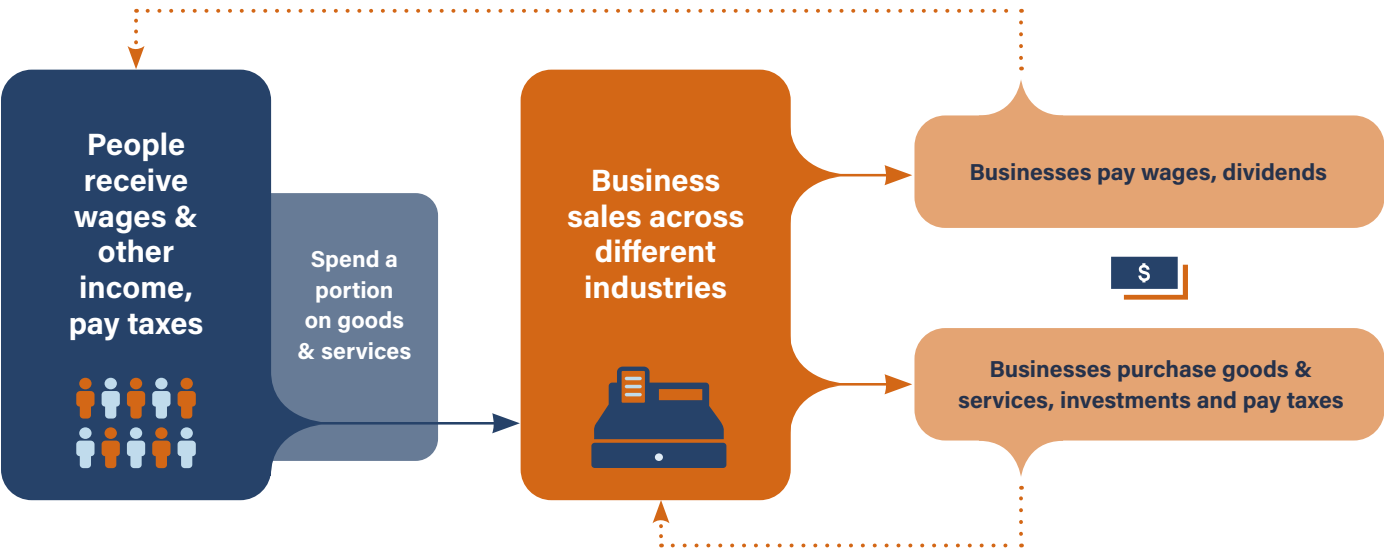 People
receive
wages &
other
income,
pay taxes
Spend a
portion
on goods
& services
Business
sales across
different
industries
Businesses pay wages, dividends
$
Businesses purchase goods &
services, investments and pay taxes